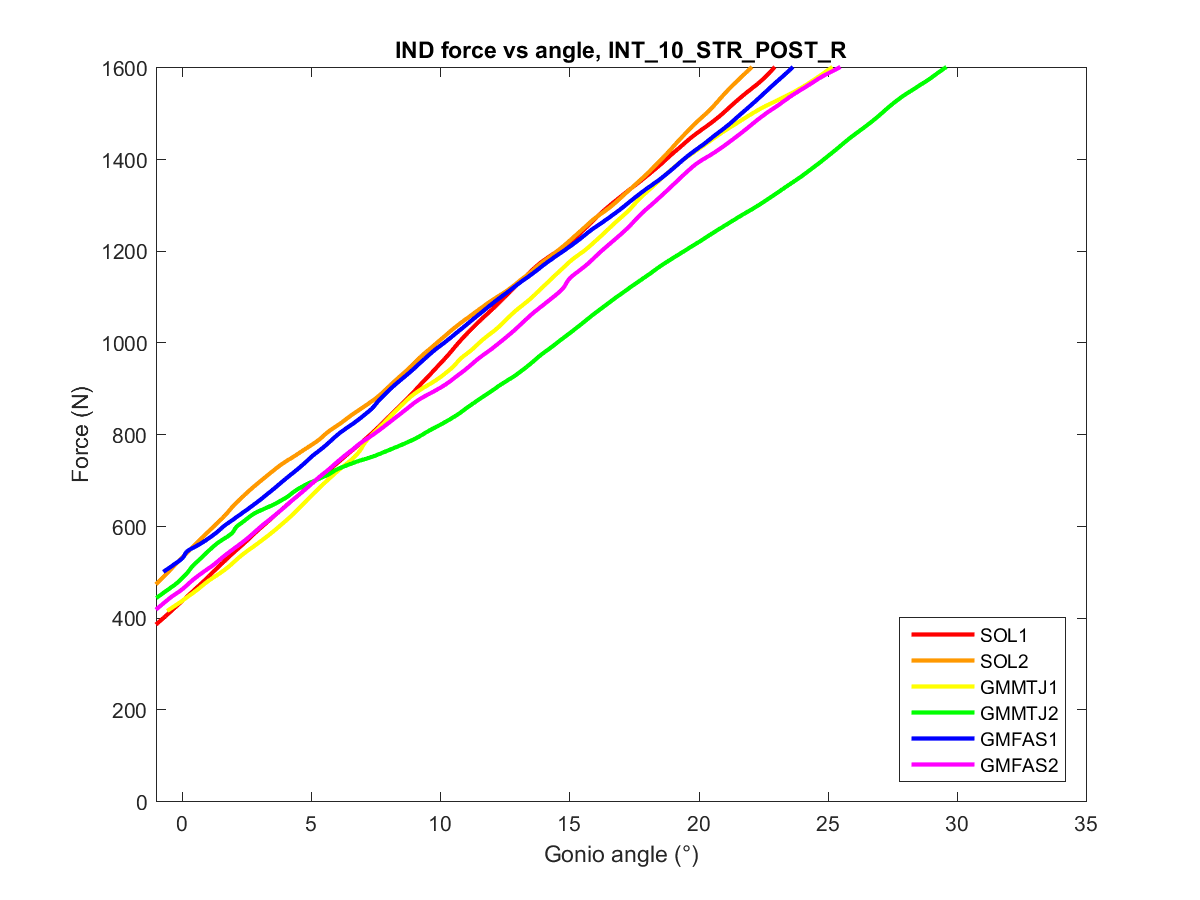 IND force vs angle, INT_10_STR_POST_R
1600
1400
1200
1000
800
600
400
200
0
Force (N)
0 5 10 15 20 25 30 35
Gonio angle (°)
SOL1
SOL2
GMMTJ1
GMMTJ2
GMFAS1
GMFAS2